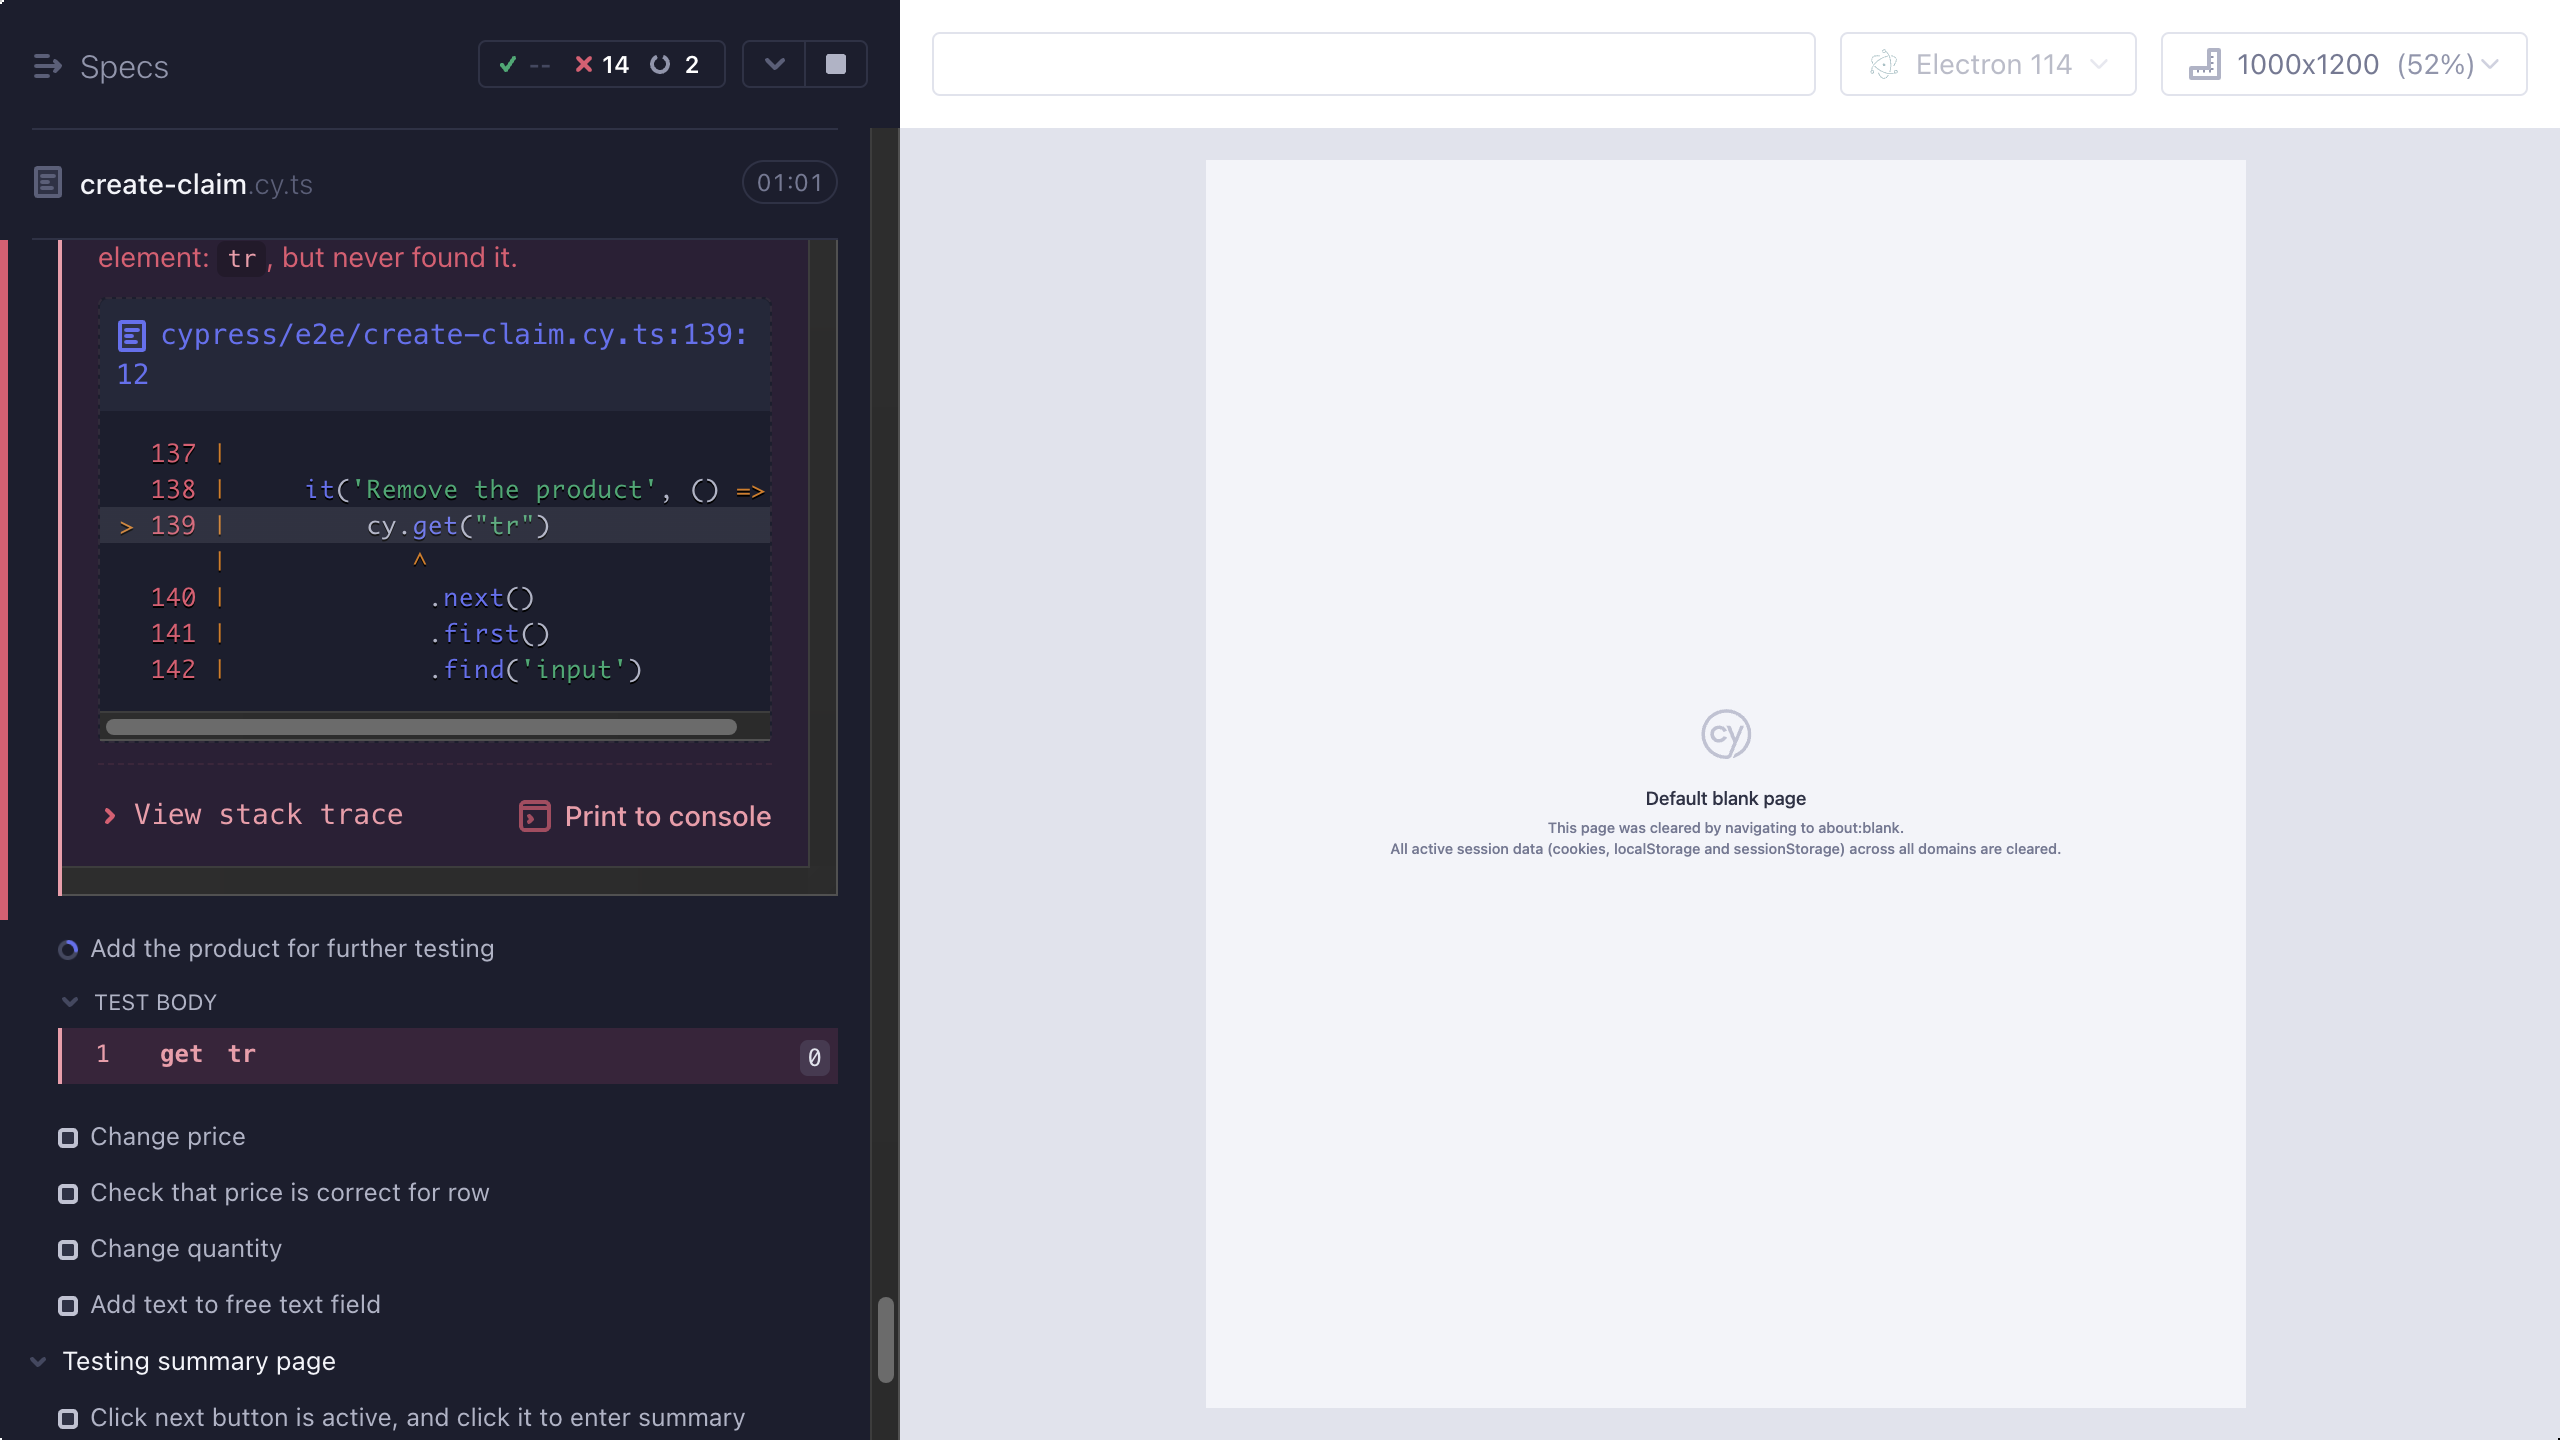 Specs
-- 14 2
create-claim.cy.ts
01:01
element: tr, but never found it.
cypress/e2e/create-claim.cy.ts:139:
12
137 |
138 | it('Remove the product', () =>
> 139 | cy.get("tr")
| ^
140 | .next()
141 | .first()
142 | .find('input')
View stack trace
Print to console
Add the product for further testing
TEST BODY
1 get tr 0
Change price
Check that price is correct for row
Change quantity
Add text to free text field
Testing summary page
Click next button is active, and click it to enter summary
Electron 114
1000x1200 (52%)
cy
Default blank page
This page was cleared by navigating to about:blank.
All active session data (cookies, localStorage and sessionStorage) across all domains are cleared.